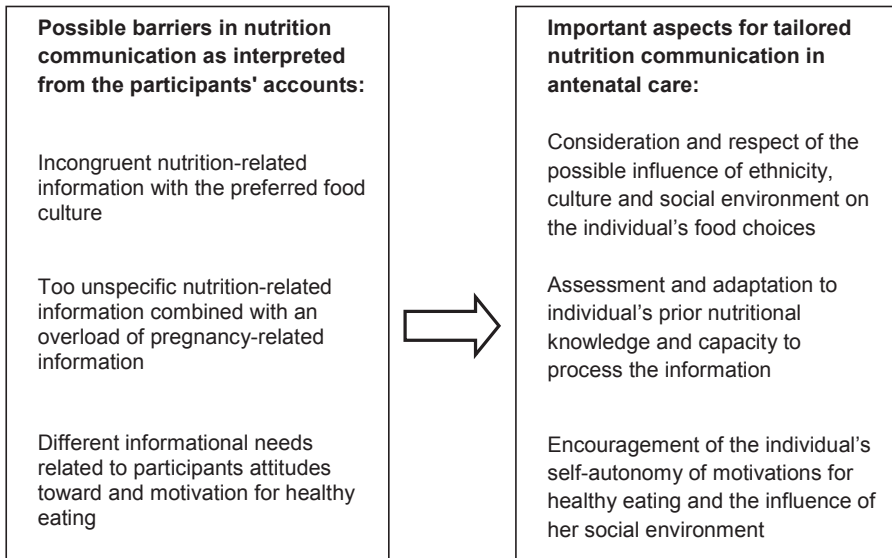 Possible barriers in nutrition
communication as interpreted
from the participants' accounts:
Incongruent nutrition-related
information with the preferred food
culture
Too unspecific nutrition-related
information combined with an
overload of pregnancy-related
information
Different informational needs
related to participants attitudes
toward and motivation for healthy
eating
Important aspects for tailored
nutrition communication in
antenatal care:
Consideration and respect of the
possible influence of ethnicity,
culture and social environment on
the individual's food choices
Assessment and adaptation to
individual's prior nutritional
knowledge and capacity to
process the information
Encouragement of the individual's
self-autonomy of motivations for
healthy eating and the influence of
her social environment